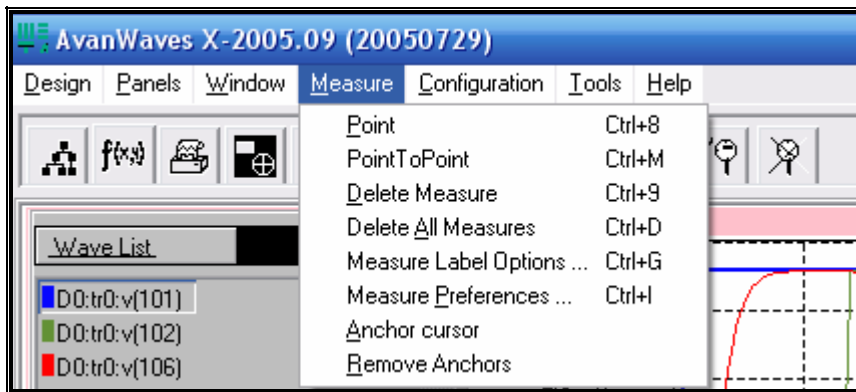 AvanWaves X-2005.09 (20050729)
Design Panels Window Measure Configuration Tools Help
Point Ctrl+8
PointToPoint Ctrl+M
Delete Measure Ctrl+9
Delete All Measures Ctrl+D
Measure Label Options ... Ctrl+G
Measure Preferences ... Ctrl+I
Anchor cursor
Remove Anchors
f(x,y)
Wave List
D0:tr0:v(101)
D0:tr0:v(102)
D0:tr0:v(106)